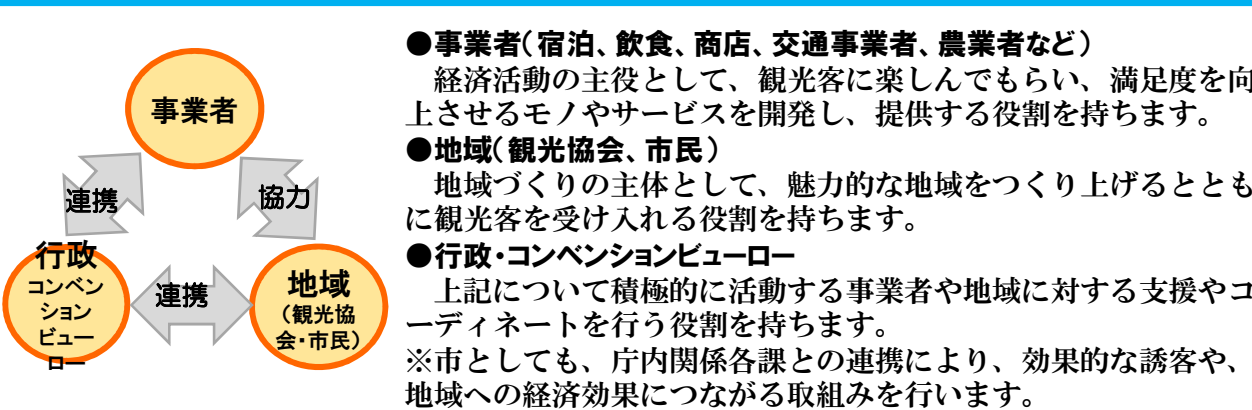 事業者
連携
協力
行政
コンベン
ション
ビュー
ロー
連携
地域
（観光協
会・市民）
●事業者（宿泊、飲食、商店、交通事業者、農業者など）
　経済活動の主役として、観光客に楽しんでもらい、満足度を向
上させるモノやサービスを開発し、提供する役割を持ちます。
●地域（観光協会、市民）
　地域づくりの主体として、魅力的な地域をつくり上げるととも
に観光客を受け入れる役割を持ちます。
●行政・コンベンションビューロー
　上記について積極的に活動する事業者や地域に対する支援やコ
ーディネートを行う役割を持ちます。
※市としても、庁内関係各課との連携により、効果的な誘客や、
地域への経済効果につながる取組みを行います。